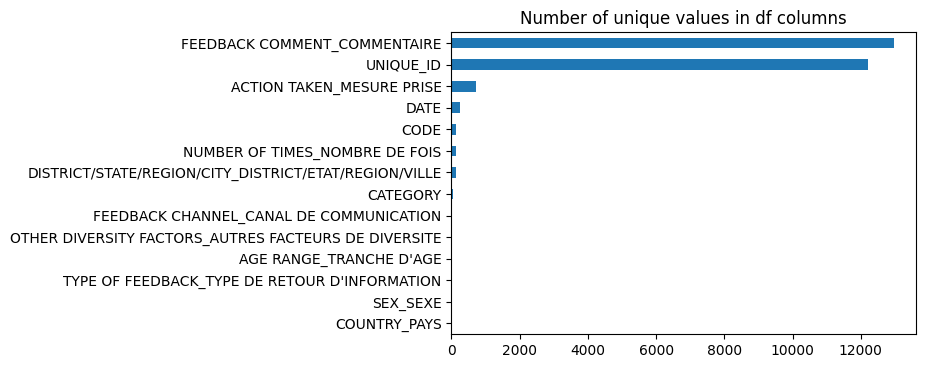 Number of unique values in df columns
FEEDBACK COMMENT_COMMENTAIRE
UNIQUE_ID
ACTION TAKEN_MESURE PRISE
DATE
CODE
NUMBER OF TIMES_NOMBRE DE FOIS
DISTRICT/STATE/REGION/CITY_DISTRICT/ETAT/REGION/VILLE
CATEGORY
FEEDBACK CHANNEL_CANAL DE COMMUNICATION
OTHER DIVERSITY FACTORS_AUTRES FACTEURS DE DIVERSITE
AGE RANGE_TRANCHE D'AGE
TYPE OF FEEDBACK_TYPE DE RETOUR D'INFORMATION
SEX_SEXE
COUNTRY_PAYS
0 2000 4000 6000 8000 10000 12000